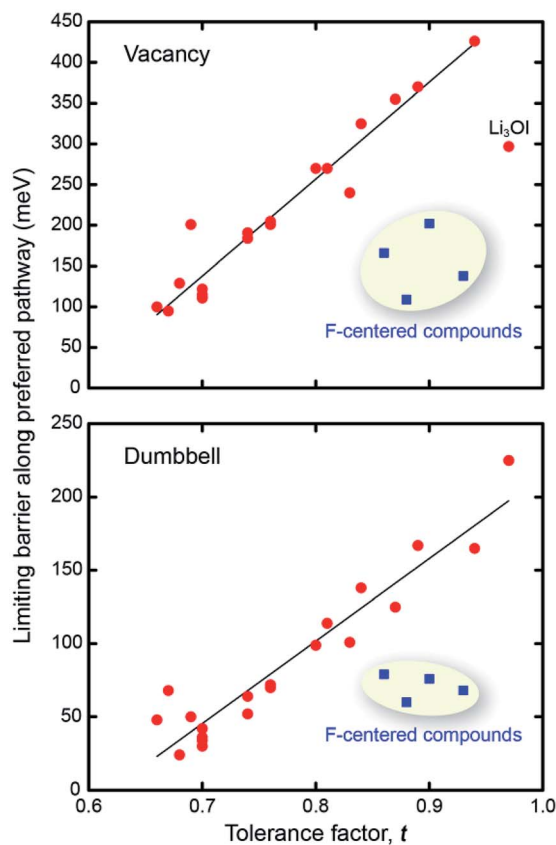 Limiting barrier along preferred pathway (meV)
450
400
350
300
250
200
150
100
50
0
Vacancy
Li₃OI
F-centered compounds
250
200
150
100
50
0
Dumbbell
F-centered compounds
0.6 0.7 0.8 0.9 1.0
Tolerance factor, t